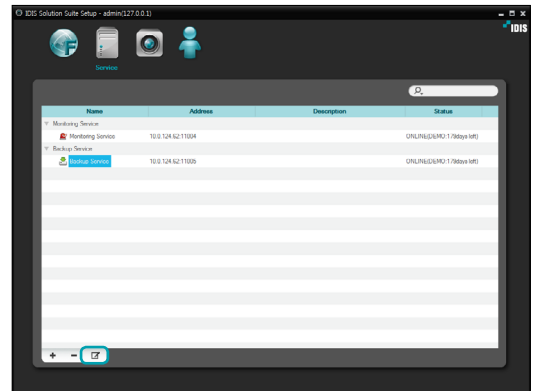 IDIS Solution Suite Setup - admin(127.0.0.1)
IDIS
Service
Name Address Description Status
Monitoring Service
Monitoring Service 10.0.124.62:11004 ONLINE(DEMO:179days left)
Backup Service
Backup Service 10.0.124.62:11005 ONLINE(DEMO:179days left)